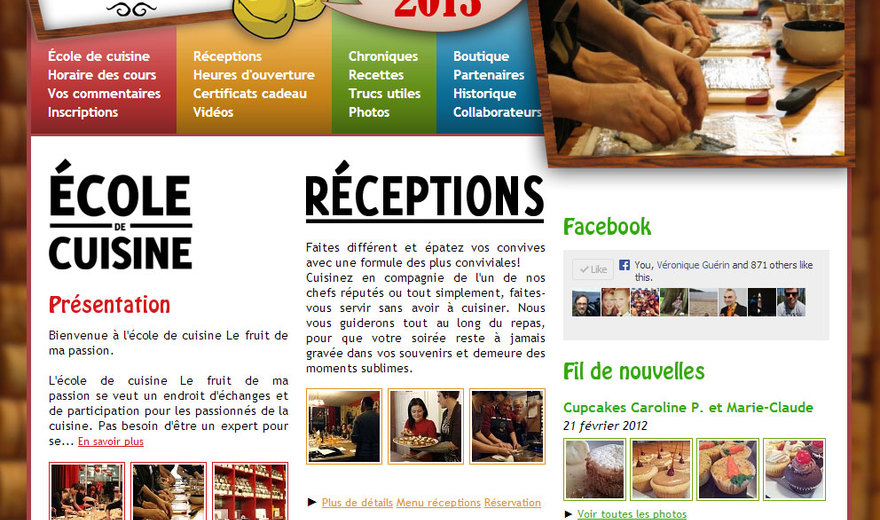 2013
École de cuisine
Horaire des cours
Vos commentaires
Inscriptions
Réceptions
Heures d'ouverture
Certificats cadeau
Vidéos
Chroniques
Recettes
Trucs utiles
Photos
Boutique
Partenaires
Historique
Collaborateurs
ÉCOLE
DE
CUISINE
Présentation
Bienvenue à l'école de cuisine Le fruit de
ma passion.
L'école de cuisine Le fruit de ma
passion se veut un endroit d'échanges et
de participation pour les passionnés de la
cuisine. Pas besoin d'être un expert pour
se... En savoir plus
RÉCEPTIONS
Faites différent et épatez vos convives
avec une formule des plus conviviales!
Cuisinez en compagnie de l'un de nos
chefs réputés ou tout simplement, faites-
vous servir sans avoir à cuisiner. Nous
vous guiderons tout au long du repas,
pour que votre soirée reste à jamais
gravée dans vos souvenirs et demeure des
moments sublimes.
► Plus de détails Menu réceptions Réservation
Facebook
Like
You, Véronique Guérin and 871 others like
this.
Fil de nouvelles
Cupcakes Caroline P. et Marie-Claude
21 février 2012
► Voir toutes les photos